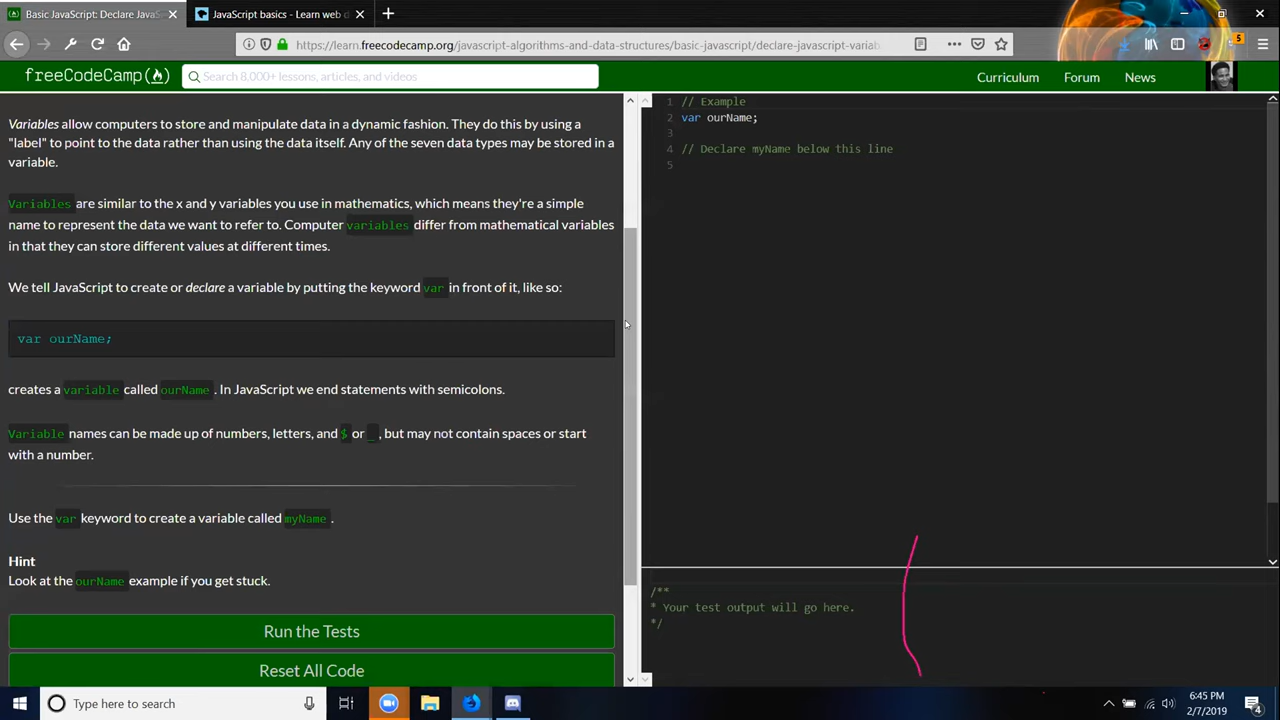 Basic JavaScript: Declare JavaS
JavaScript basics - Learn web d
https://learn.freecodecamp.org/javascript-algorithms-and-data-structures/basic-javascript/declare-javascript-variab
5
freeCodeCamp
Search 8,000+ lessons, articles, and videos
Curriculum Forum News
Variables allow computers to store and manipulate data in a dynamic fashion. They do this by using a
"label" to point to the data rather than using the data itself. Any of the seven data types may be stored in a
variable.
Variables are similar to the x and y variables you use in mathematics, which means they're a simple
name to represent the data we want to refer to. Computer variables differ from mathematical variables
in that they can store different values at different times.
We tell JavaScript to create or declare a variable by putting the keyword var in front of it, like so:
var ourName;
creates a variable called ourName . In JavaScript we end statements with semicolons.
Variable names can be made up of numbers, letters, and $ or _ , but may not contain spaces or start
with a number.
Use the var keyword to create a variable called myName .
Hint
Look at the ourName example if you get stuck.
Run the Tests
Reset All Code
1 // Example
2 var ourName;
3
4 // Declare myName below this line
5
/**
* Your test output will go here.
*/
Type here to search
6:45 PM
2/7/2019
4